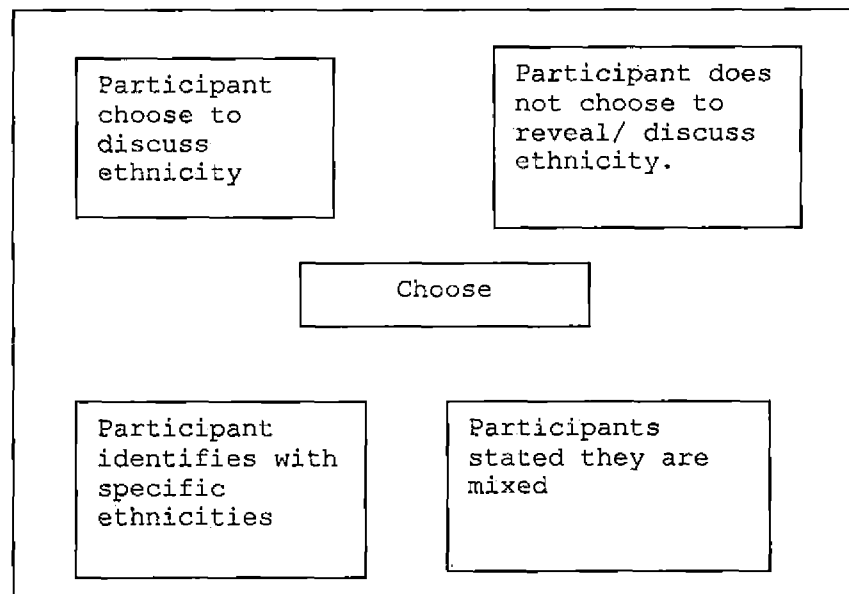 Participant
choose to
discuss
ethnicity
Participant does
not choose to
reveal/ discuss
ethnicity.
Choose
Participant
identifies with
specific
ethnicities
Participants
stated they are
mixed